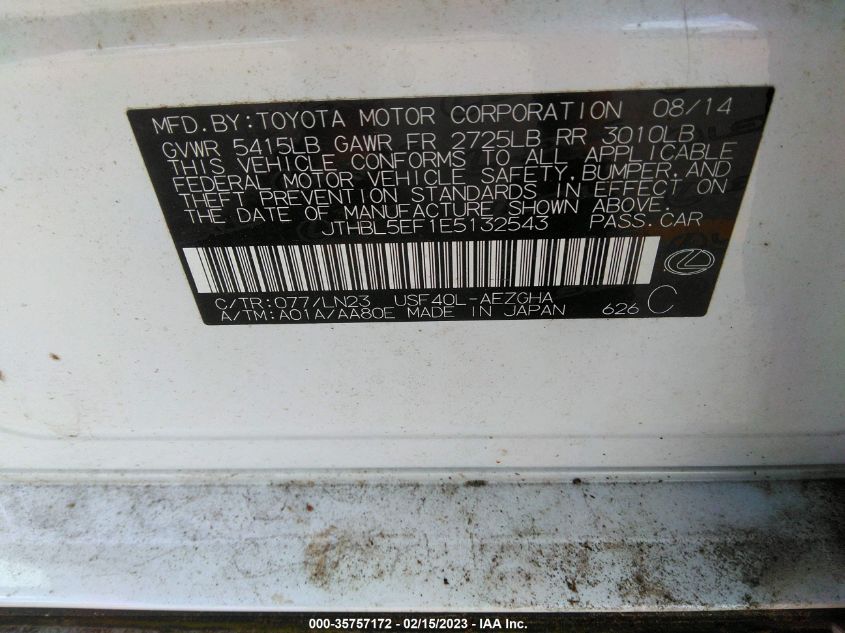 MFD.BY:TOYOTA MOTOR CORPORATION 08/14
GVWR 5415LB GAWR FR 2725LB RR 3010LB
THIS VEHICLE CONFORMS TO ALL APPLICABLE
FEDERAL MOTOR VEHICLE SAFETY,BUMPER,AND
THEFT PREVENTION STANDARDS IN EFFECT ON
THE DATE OF MANUFACTURE SHOWN ABOVE.
JTHBL5EF1E5132543 PASS.CAR
C/TR:077/LN23 USF40L-AEZGHA
A/TM:A01A/AA80E MADE IN JAPAN 626 C
000-35757172 - 02/15/2023 - IAA Inc.